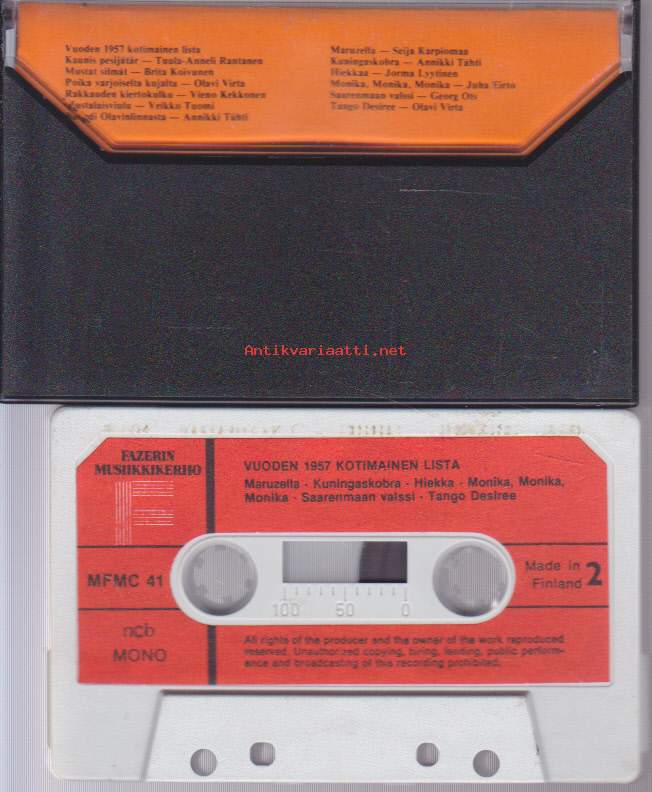 Vuoden 1957 kotimainen lista
Kaunis pesijätär — Tuula-Anneli Rantanen
Mustat silmät — Brita Koivunen
Poika varjoiselta kujalta — Olavi Virta
Rakkauden kiertokulku — Vieno Kekkonen
Mustalaisviulu — Veikko Tuomi
Olavinlinnasta — Annikki Tähti
Maruzella — Seija Karpiomaa
Kuningaskobra — Annikki Tähti
Hiekkaa — Jorma Lyytinen
Monika, Monika, Monika — Juha Eirto
Saarenmaan valssi — Georg Ots
Tango Desiree — Olavi Virta
Antikvariaatti.net
FAZERIN
MUSIIKKIKERHO
VUODEN 1957 KOTIMAINEN LISTA
Maruzella · Kuningaskobra · Hiekka · Monika, Monika,
Monika · Saarenmaan valssi · Tango Desiree
MFMC 41
Made in
Finland 2
100 50 0
ncb
MONO
All rights of the producer and the owner of the work reproduced
reserved. Unauthorized copying, hiring, lending, public perform-
ance and broadcasting of this recording prohibited.